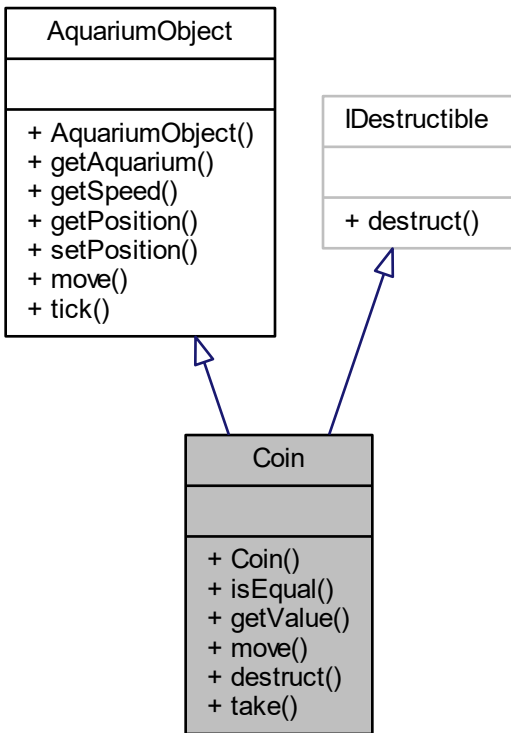 AquariumObject
+ AquariumObject()
+ getAquarium()
+ getSpeed()
+ getPosition()
+ setPosition()
+ move()
+ tick()
IDestructible
+ destruct()
Coin
+ Coin()
+ isEqual()
+ getValue()
+ move()
+ destruct()
+ take()